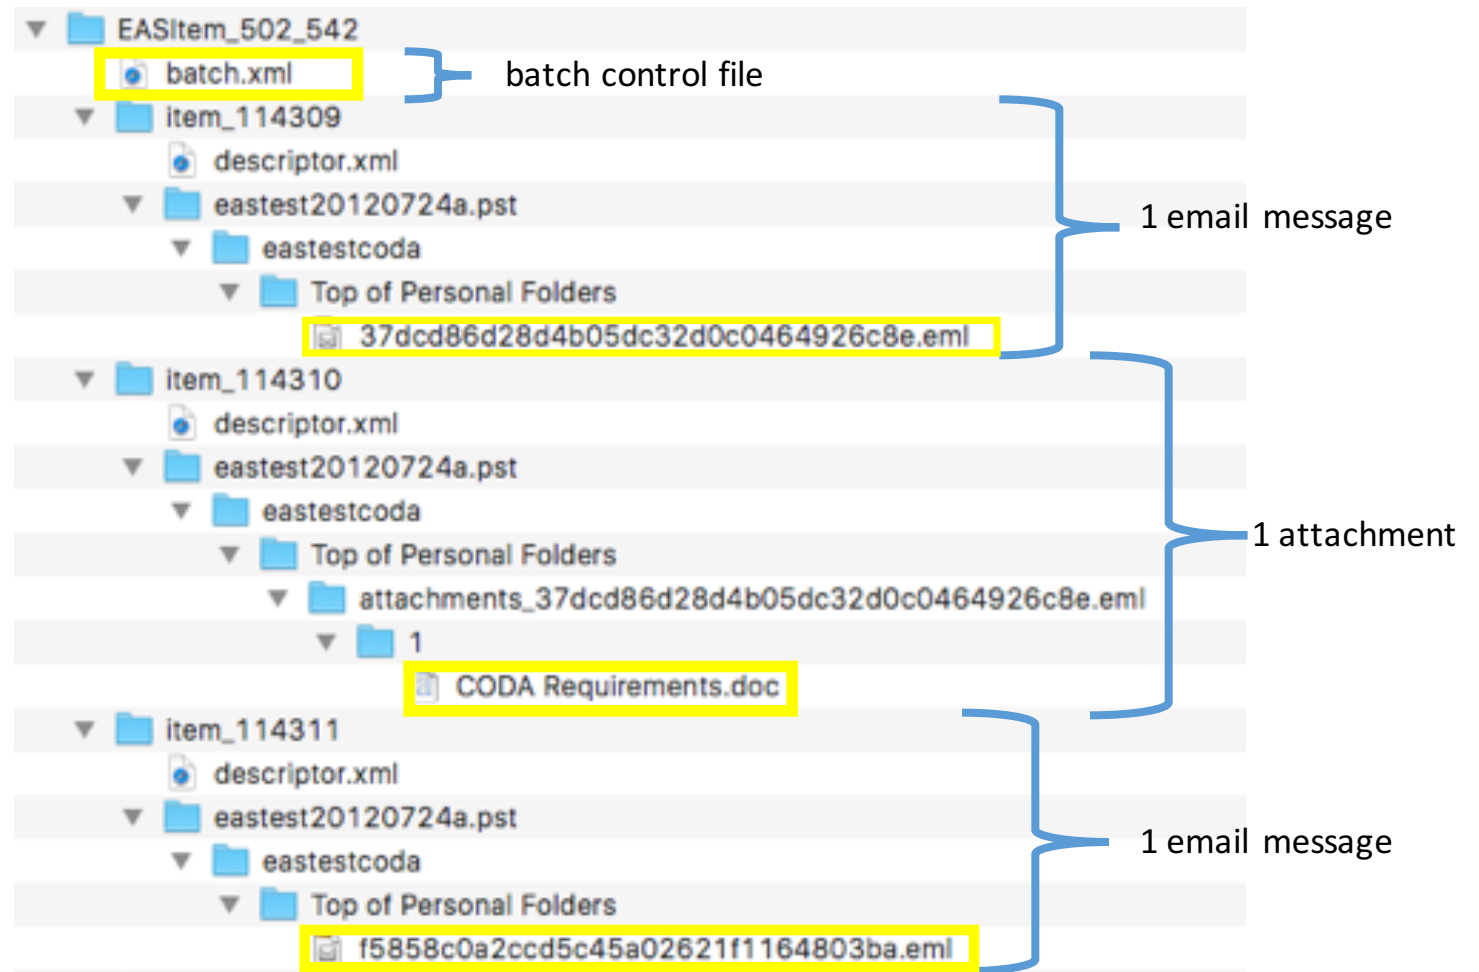 EASItem_502_542
batch.xml
batch control file
item_114309
descriptor.xml
eastest20120724a.pst
1 email message
eastestcoda
Top of Personal Folders
37dcd86d28d4b05dc32d0c0464926c8e.eml
item_114310
descriptor.xml
eastest20120724a.pst
eastestcoda
1 attachment
Top of Personal Folders
attachments_37dcd86d28d4b05dc32d0c0464926c8e.eml
1
CODA Requirements.doc
item_114311
descriptor.xml
eastest20120724a.pst
1 email message
eastestcoda
Top of Personal Folders
f5858c0a2ccd5c45a02621f1164803ba.eml